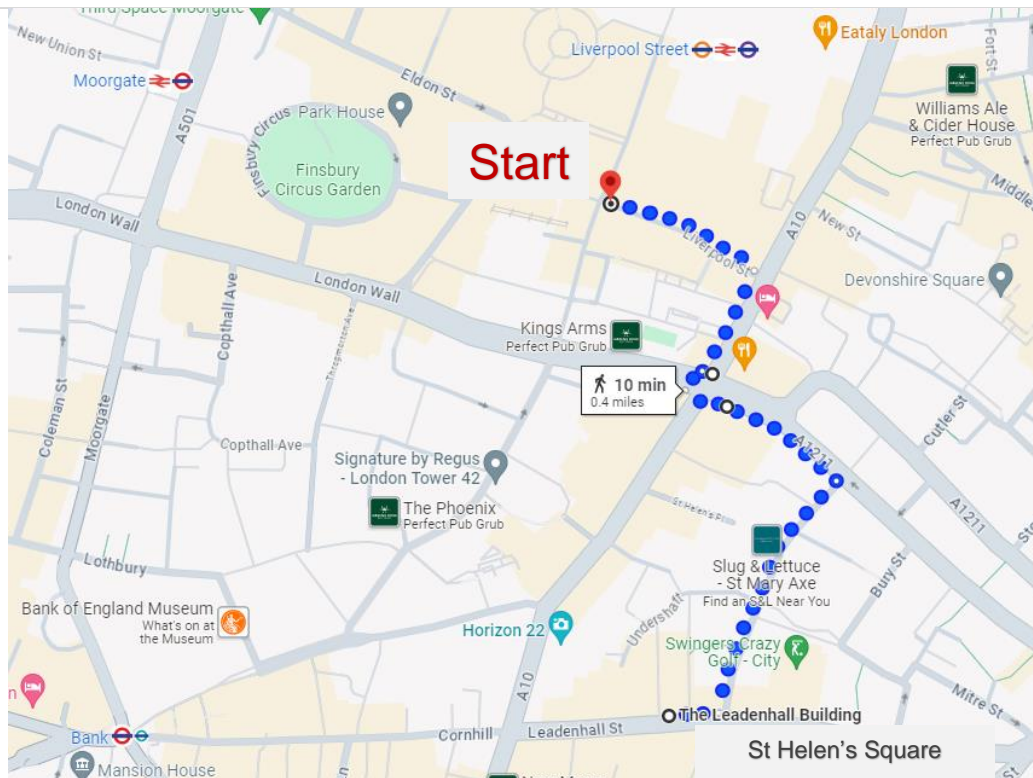 Third Space Moorgate
New Union St
Moorgate
A501
Eldon St
Park House
Finsbury Circus
Finsbury
Circus Garden
Liverpool Street
Eataly London
Fort St
Williams Ale
& Cider House
Perfect Pub Grub
Start
A10
New St
Liverpool St
Devonshire Square
London Wall
London Wall
Copthall Ave
Throgmorton Ave
Kings Arms
Perfect Pub Grub
10 min
0.4 miles
Coleman St
Moorgate
Copthall Ave
Cutler St
A1211
A1211
Signature by Regus
- London Tower 42
The Phoenix
Perfect Pub Grub
St Helen's Pl
Slug & Lettuce
- St Mary Axe
Find an S&L Near You
Bury St
Lothbury
Bank of England Museum
What's on at
the Museum
Horizon 22
Undershaft
Swingers Crazy
Golf - City
A10
Mitre St
The Leadenhall Building
Leadenhall St
Cornhill
Bank
Mansion House
St Helen's Square